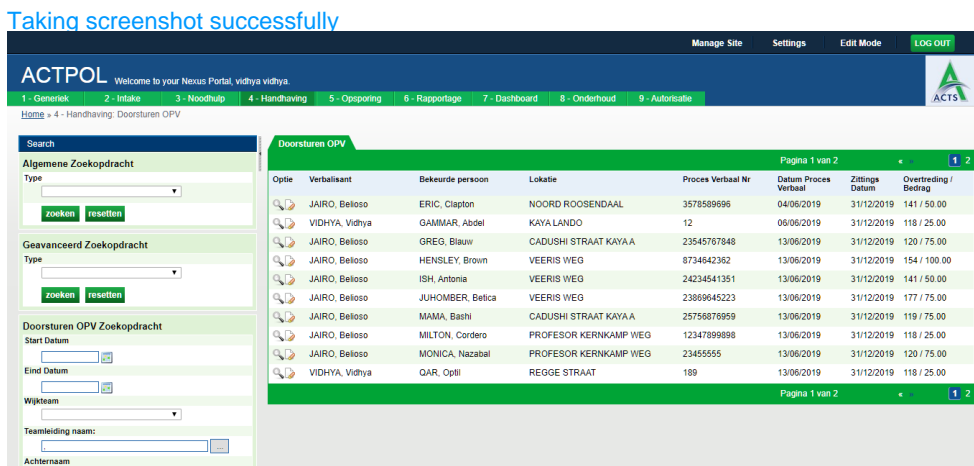 Taking screenshot successfully
Manage Site Settings Edit Mode LOG OUT
ACTPOL Welcome to your Nexus Portal, vidhya vidhya.
ACTS
1 - Generiek 2 - Intake 3 - Noodhulp 4 - Handhaving 5 - Opsporing 6 - Rapportage 7 - Dashboard 8 - Onderhoud 9 - Autorisatie
Home » 4 - Handhaving: Doorsturen OPV
Search
Algemene Zoekopdracht
Type
zoeken resetten
Geavanceerd Zoekopdracht
Type
zoeken resetten
Doorsturen OPV Zoekopdracht
Start Datum
Eind Datum
Wijkteam
Teamleiding naam:
,
...
Achternaam
Doorsturen OPV
Pagina 1 van 2 « » 1 2
Optie Verbalisant Bekeurde persoon Lokatie Proces Verbaal Nr Datum Proces Verbaal Zittings Datum Overtreding / Bedrag
JAIRO, Belioso ERIC, Clapton NOORD ROOSENDAAL 3578589696 04/06/2019 31/12/2019 141 / 50.00
VIDHYA, Vidhya GAMMAR, Abdel KAYA LANDO 12 06/06/2019 31/12/2019 118 / 25.00
JAIRO, Belioso GREG, Blauw CADUSHI STRAAT KAYA A 23545767848 13/06/2019 31/12/2019 120 / 75.00
JAIRO, Belioso HENSLEY, Brown VEERIS WEG 8734642362 13/06/2019 31/12/2019 154 / 100.00
JAIRO, Belioso ISH, Antonia VEERIS WEG 24234541351 13/06/2019 31/12/2019 141 / 50.00
JAIRO, Belioso JUHOMBER, Betica VEERIS WEG 23869645223 13/06/2019 31/12/2019 177 / 75.00
JAIRO, Belioso MAMA, Bashi CADUSHI STRAAT KAYA A 25756876959 13/06/2019 31/12/2019 119 / 75.00
JAIRO, Belioso MILTON, Cordero PROFESOR KERNKAMP WEG 12347899898 13/06/2019 31/12/2019 118 / 25.00
JAIRO, Belioso MONICA, Nazabal PROFESOR KERNKAMP WEG 23455555 13/06/2019 31/12/2019 120 / 75.00
VIDHYA, Vidhya QAR, Optil REGGE STRAAT 189 13/06/2019 31/12/2019 118 / 25.00
Pagina 1 van 2 « » 1 2